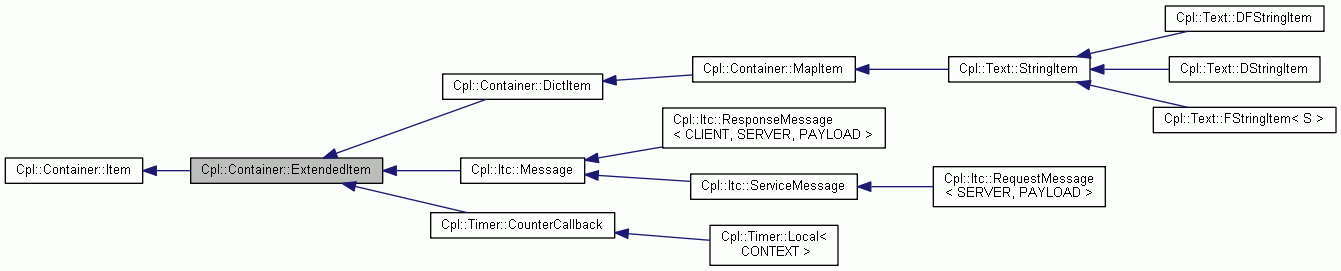 Cpl::Text::DFStringItem
Cpl::Container::MapItem
Cpl::Text::StringItem
Cpl::Text::DStringItem
Cpl::Container::DictItem
Cpl::Text::FStringItem< S >
Cpl::Itc::ResponseMessage
< CLIENT, SERVER, PAYLOAD >
Cpl::Container::Item
Cpl::Container::ExtendedItem
Cpl::Itc::Message
Cpl::Itc::ServiceMessage
Cpl::Itc::RequestMessage
< SERVER, PAYLOAD >
Cpl::Timer::CounterCallback
Cpl::Timer::Local<
CONTEXT >